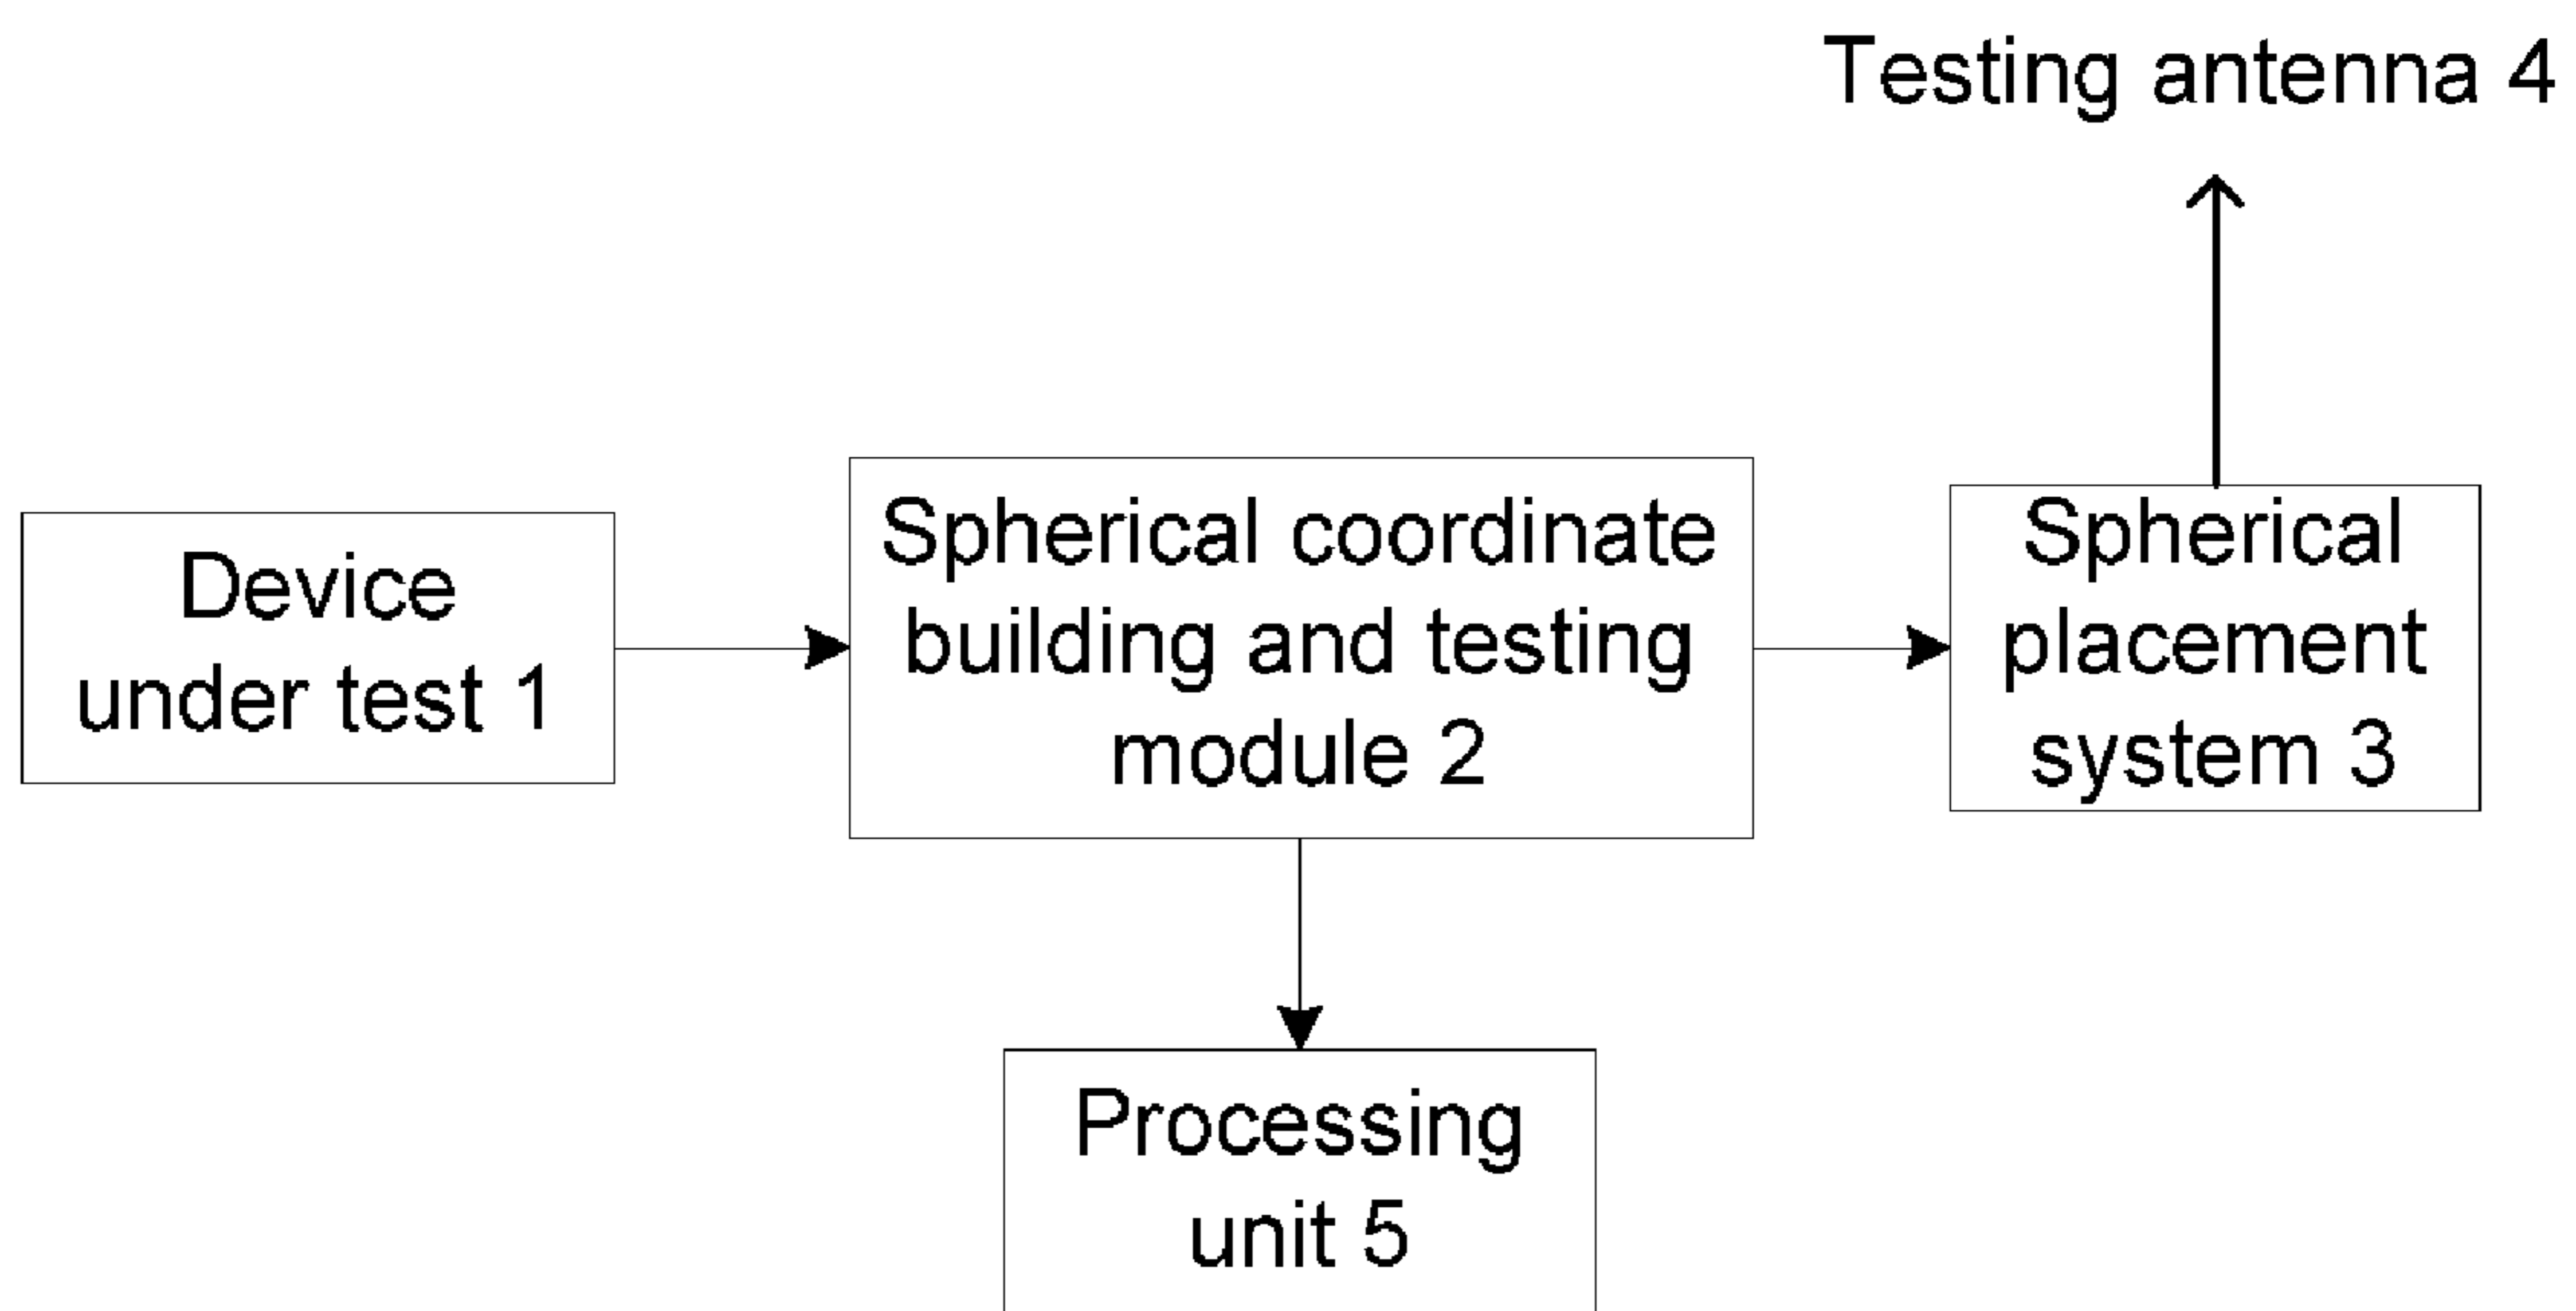 Testing antenna 4
Device
under test 1
Spherical coordinate
building and testing
module 2
Spherical
placement
system 3
Processing
unit 5